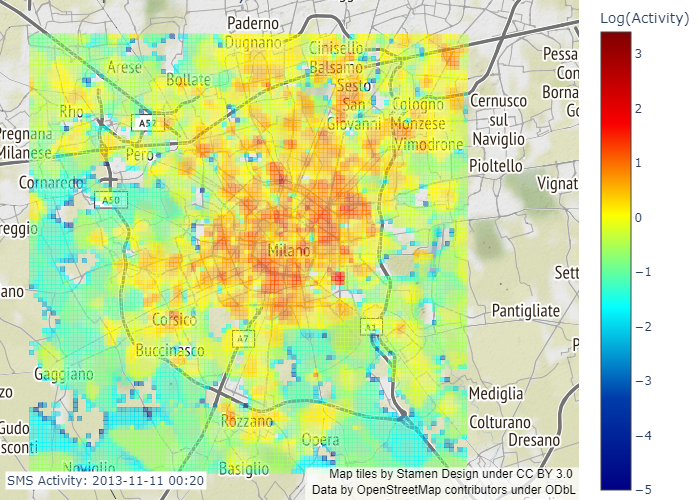 Log(Activity)
Paderno
Dugnano
Cinisello
Balsamo
Arese
Bollate
Sesto
San
Giovanni
Rho
A52
Cologno
Monzese
Vimodrone
Pessa
Con
Borna
Go
Cernusco
sul
Naviglio
Pregnana
Milanese
Pero
Pioltello
Cornaredo
A50
Vignat
reggio
Milano
Sett
ano
Pantigliate
Corsico
A7
A1
Buccinasco
P
Gaggiano
Mediglia
zo
Rozzano
Colturano
Gudo
sconti
Opera
Dresano
Noviglio
Basiglio
SMS Activity: 2013-11-11 00:20
Map tiles by Stamen Design under CC BY 3.0
Data by OpenStreetMap contributors under ODbL
3
2
1
0
−1
−2
−3
−4
−5